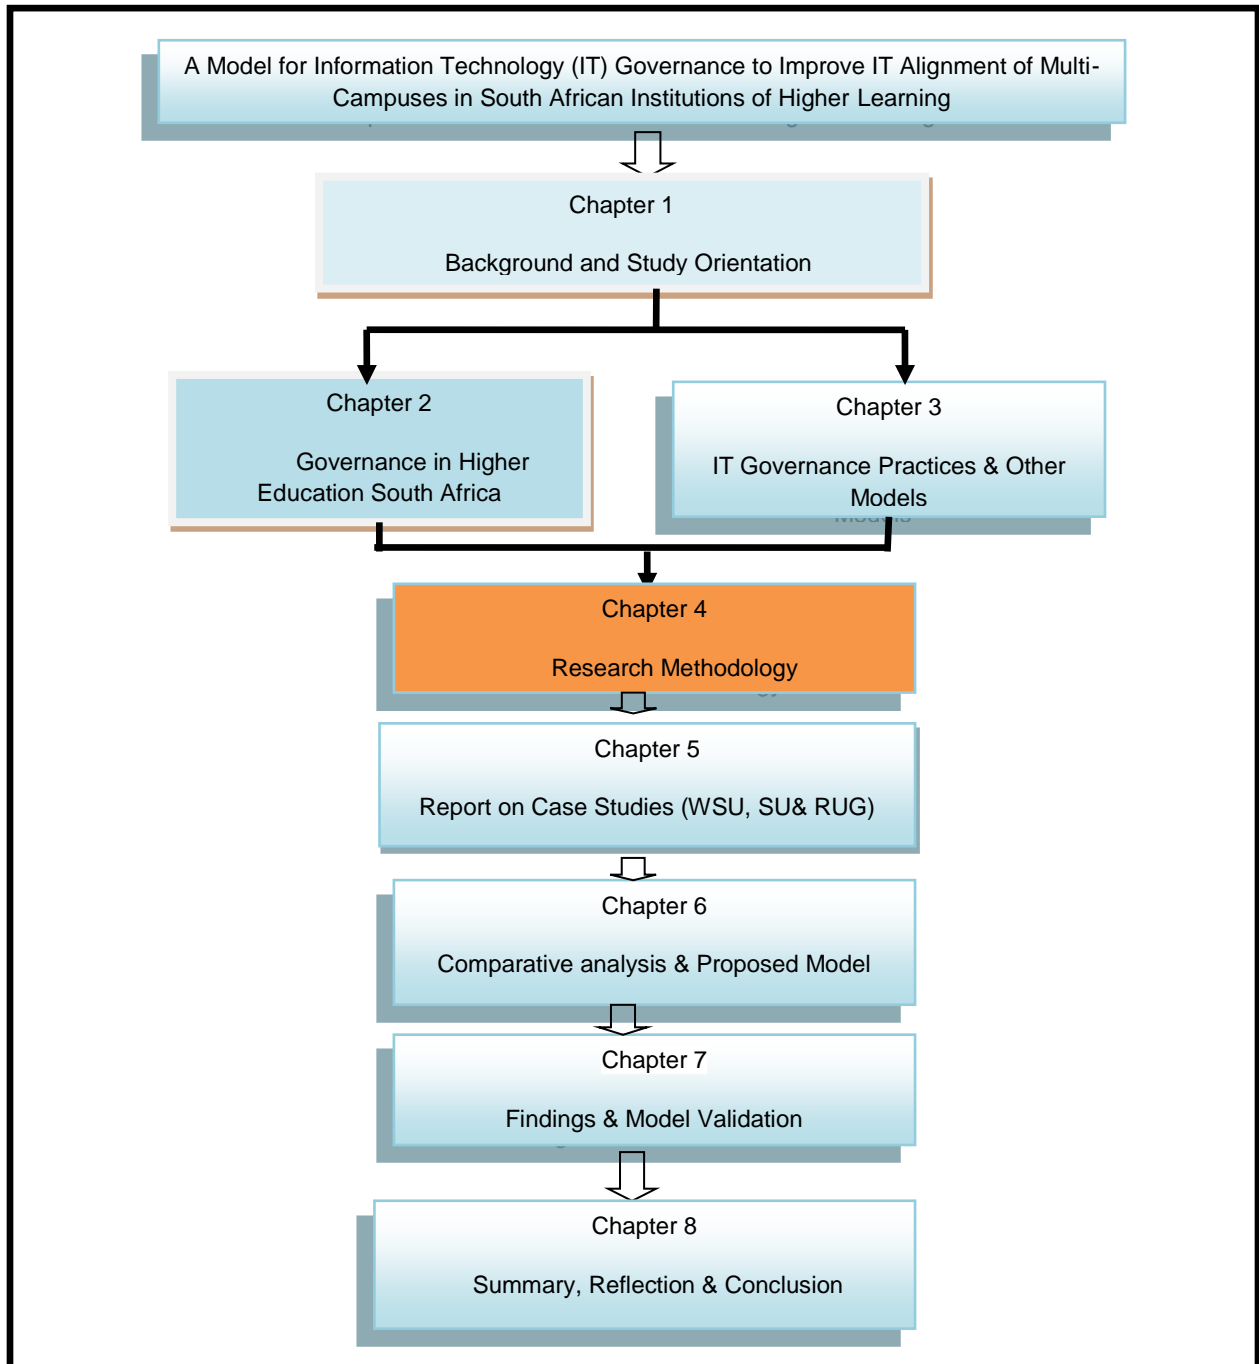 A Model for Information Technology (IT) Governance to Improve IT Alignment of Multi-
Campuses in South African Institutions of Higher Learning
Chapter 1
Background and Study Orientation
Chapter 2
Governance in Higher
Education South Africa
Chapter 3
IT Governance Practices & Other
Models
Chapter 4
Research Methodology
Chapter 5
Report on Case Studies (WSU, SU& RUG)
Chapter 6
Comparative analysis & Proposed Model
Chapter 7
Findings & Model Validation
Chapter 8
Summary, Reflection & Conclusion